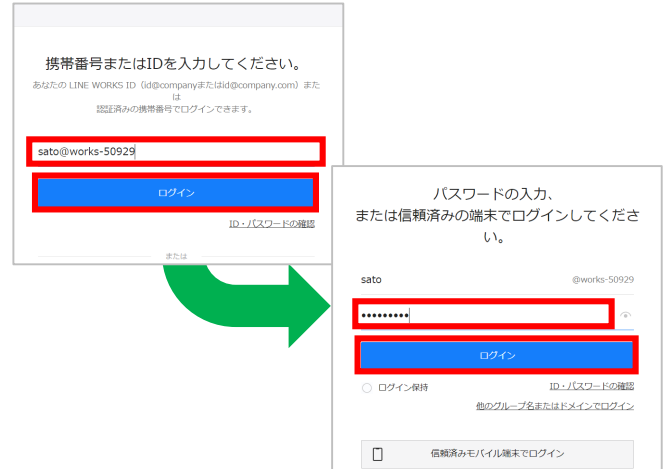 携帯番号またはIDを入力してください。
あなたの LINE WORKS ID（id@companyまたはid@company.com）また
は
認証済みの携帯番号でログインできます。
sato@works-50929
ログイン
ID・パスワードの確認
または
パスワードの入力、
または信頼済みの端末でログインしてくださ
い。
sato @works-50929
•••••••••
ログイン
ログイン保持 ID・パスワードの確認
他のグループ名またはドメインでログイン
信頼済みモバイル端末でログイン